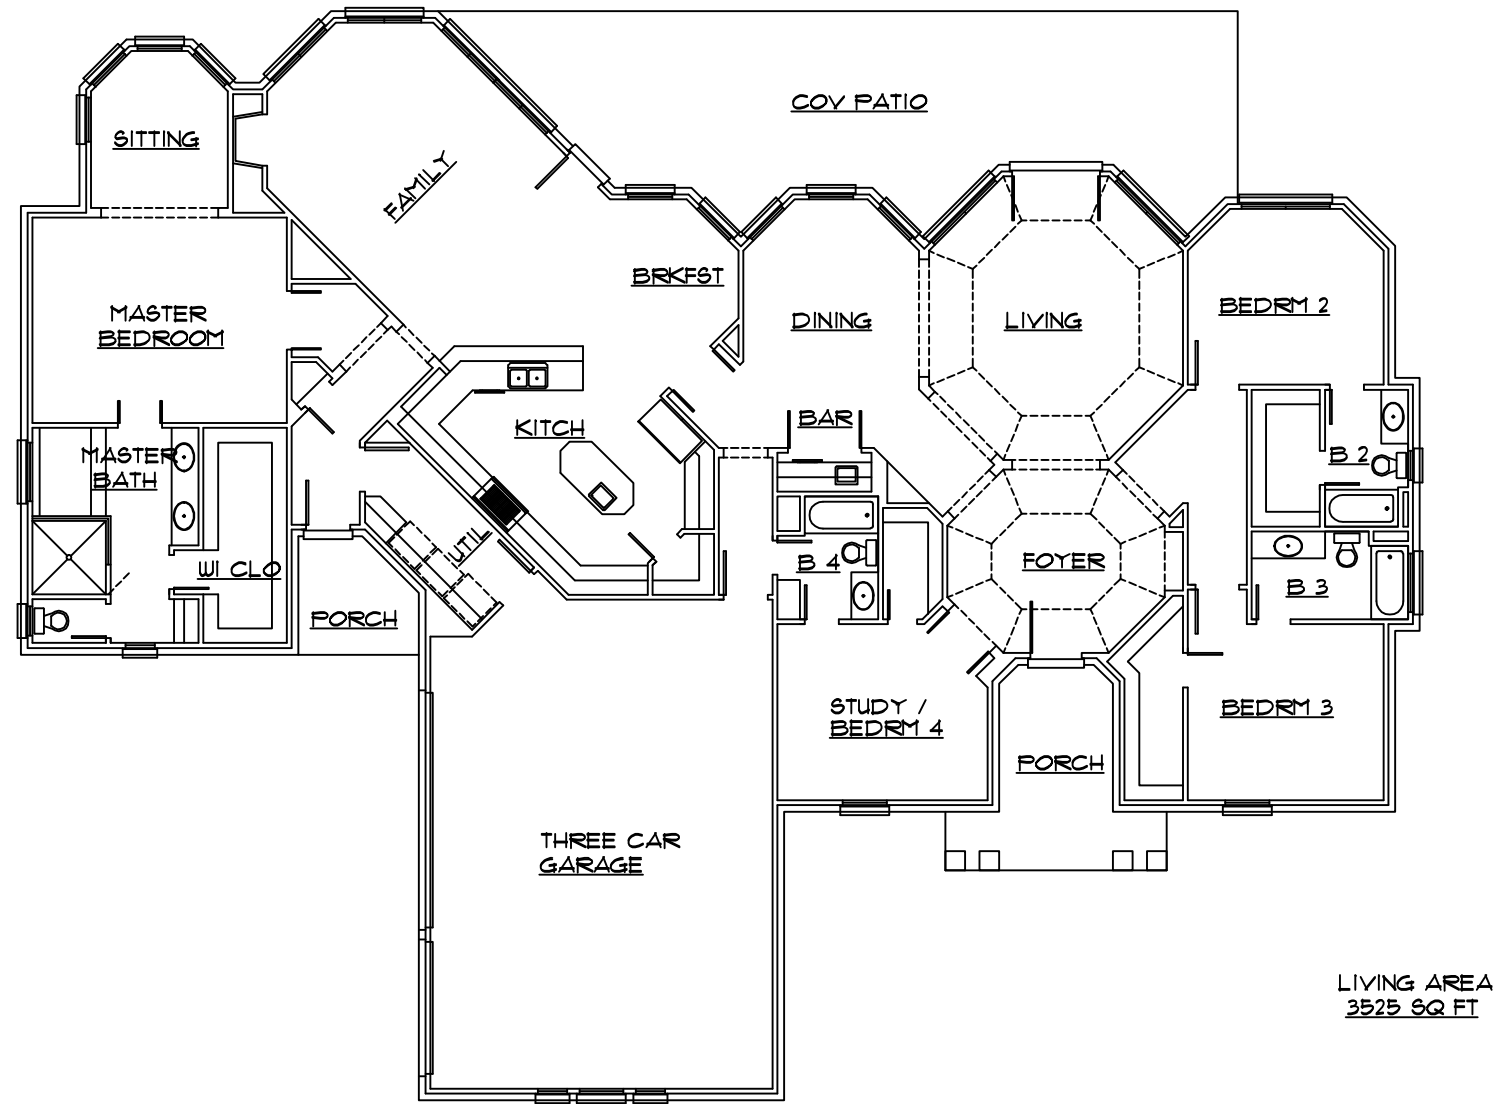 COV PATIO
SITTING
FAMILY
BRKFST
MASTER
BEDROOM
DINING
LIVING
BEDRM 2
KITCH
BAR
MASTER
BATH
B 2
UTIL
WI CLO
B 4
FOYER
B 3
PORCH
STUDY /
BEDRM 4
BEDRM 3
PORCH
THREE CAR
GARAGE
LIVING AREA
3525 SQ FT